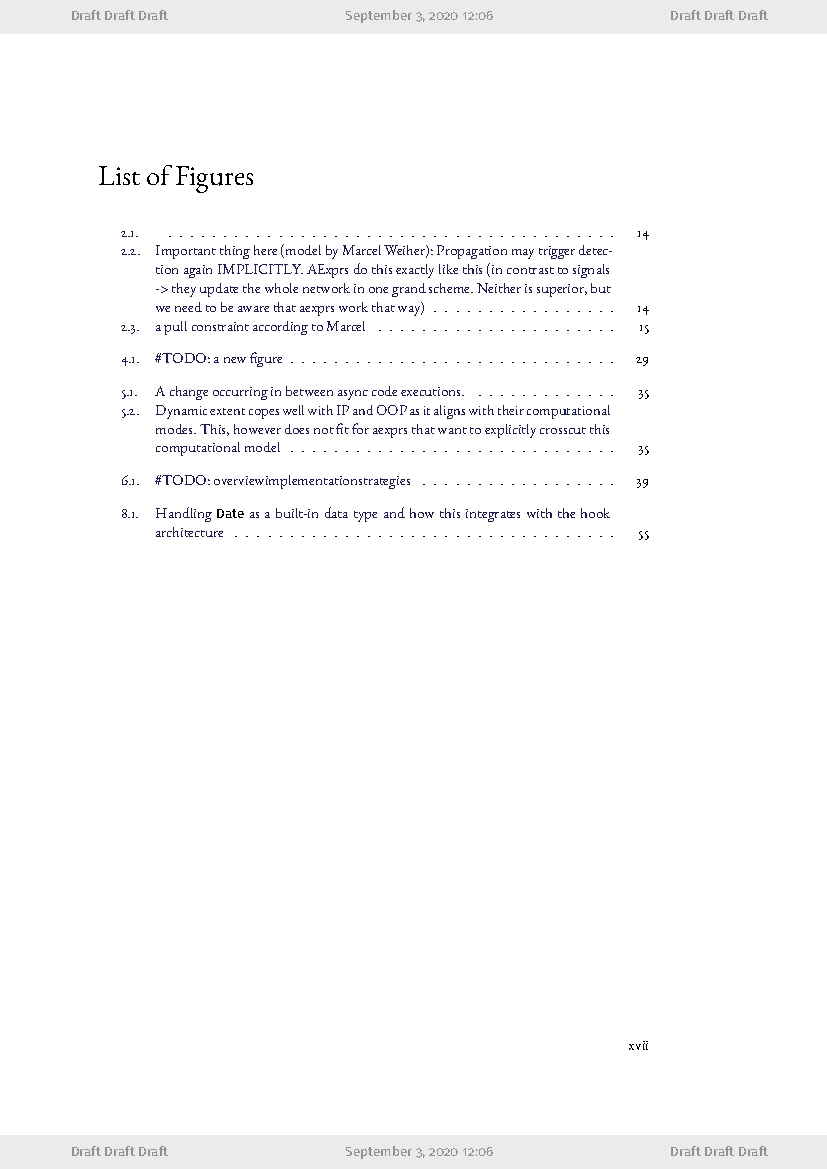 Draft Draft Draft September 3, 2020 12:06 Draft Draft Draft
List of Figures
2.1. . . . . . . . . . . . . . . . . . . . . . . . . . . . . . . . . . . . . . . . . . 14
2.2. Important thing here (model by Marcel Weiher): Propagation may trigger detec-
tion again IMPLICITLY. AExprs do this exactly like this (in contrast to signals
-> they update the whole network in one grand scheme. Neither is superior, but
we need to be aware that aexprs work that way) . . . . . . . . . . . . . . . . . 14
2.3. a pull constraint according to Marcel . . . . . . . . . . . . . . . . . . . . . . 15
4.1. #TODO: a new figure . . . . . . . . . . . . . . . . . . . . . . . . . . . . . . 29
5.1. A change occurring in between async code executions. . . . . . . . . . . . . . 35
5.2. Dynamic extent copes well with IP and OOP as it aligns with their computational
modes. This, however does not fit for aexprs that want to explicitly crosscut this
computational model . . . . . . . . . . . . . . . . . . . . . . . . . . . . . . 35
6.1. #TODO: overviewimplementationstrategies . . . . . . . . . . . . . . . . . . 39
8.1. Handling Date as a built-in data type and how this integrates with the hook
architecture . . . . . . . . . . . . . . . . . . . . . . . . . . . . . . . . . . . 55
xvii
Draft Draft Draft September 3, 2020 12:06 Draft Draft Draft